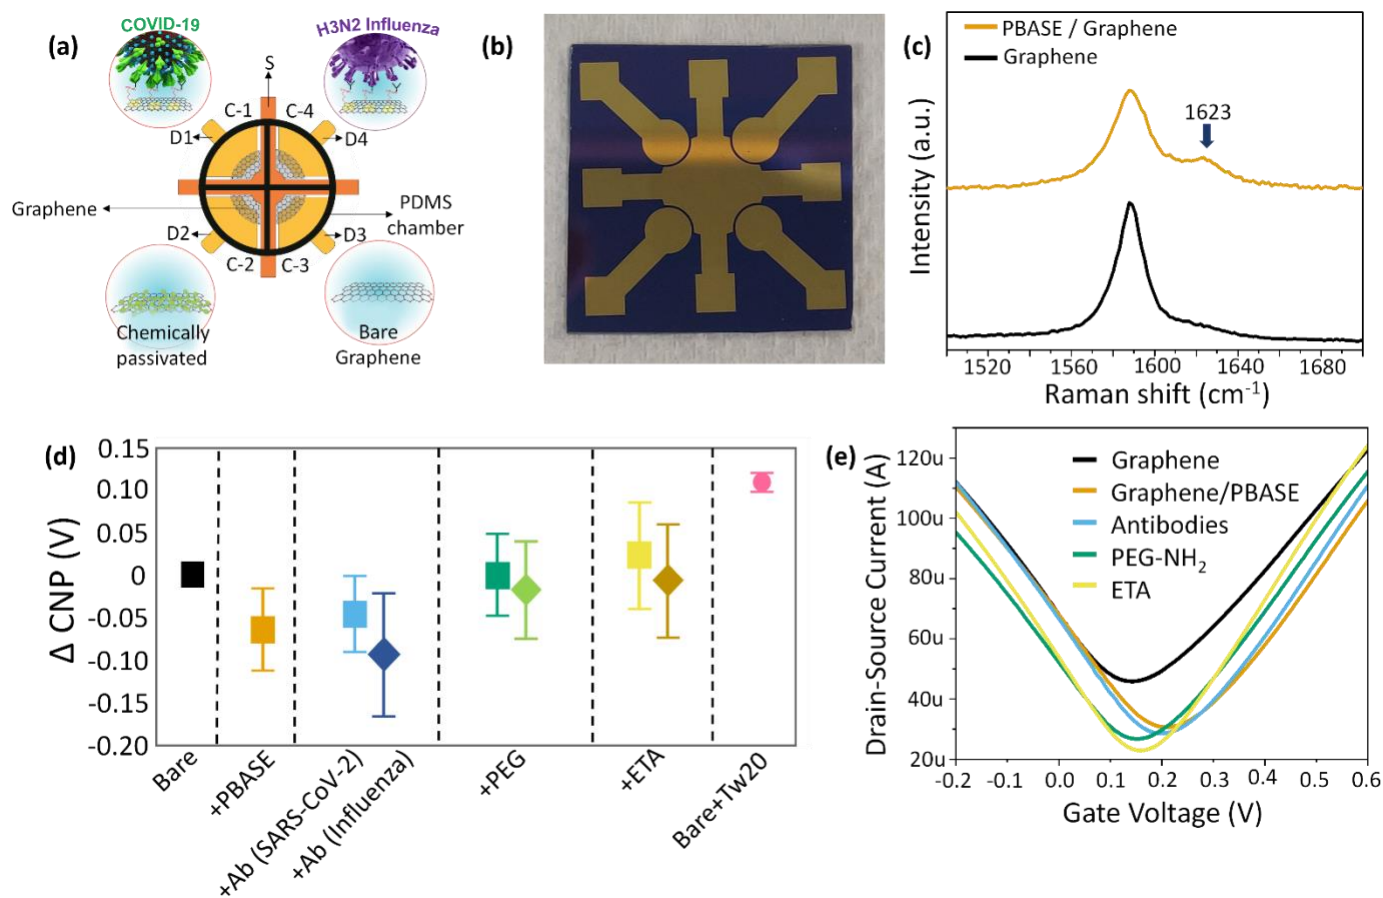 (a)
COVID-19
H3N2 Influenza
S
C-1
C-4
D1
D4
Graphene
PDMS
chamber
D2
D3
C-2
C-3
Chemically
passivated
Bare
Graphene
(b)
(c)
PBASE / Graphene
Graphene
1623
Intensity (a.u.)
1520
1560
1600
1640
1680
Raman shift (cm⁻¹)
(d)
0.15
0.10
0.05
0
-0.05
-0.10
-0.15
-0.20
Δ CNP (V)
Bare
+PBASE
+Ab (SARS-CoV-2)
+Ab (Influenza)
+PEG
+ETA
Bare+Tw20
(e)
Graphene
Graphene/PBASE
Antibodies
PEG-NH₂
ETA
120u
100u
80u
60u
40u
20u
Drain-Source Current (A)
-0.2
-0.1
0.0
0.1
0.2
0.3
0.4
0.5
0.6
Gate Voltage (V)